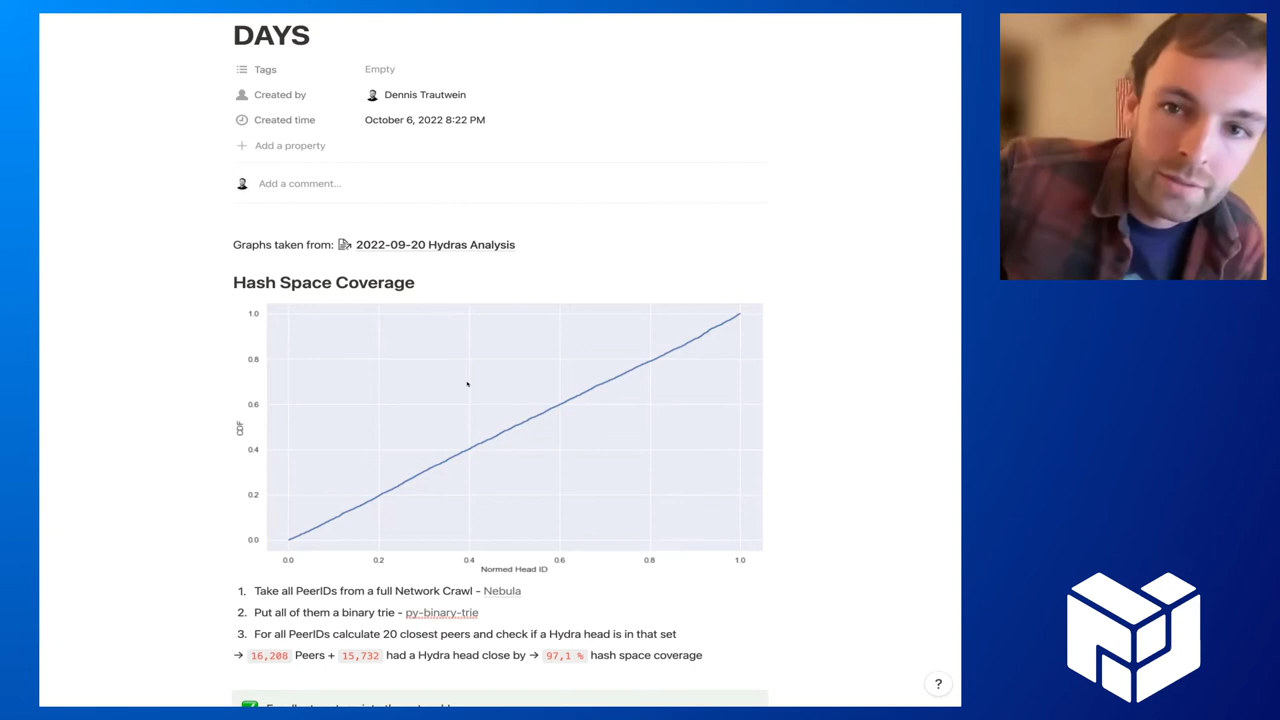 DAYS
Tags Empty
Created by Dennis Trautwein
Created time October 6, 2022 8:22 PM
Add a property
Add a comment...
Graphs taken from: 2022-09-20 Hydras Analysis
Hash Space Coverage
1.0
0.8
0.6
0.4
0.2
0.0
CDF
0.0 0.2 0.4 0.6 0.8 1.0
Normed Head ID
1. Take all PeerIDs from a full Network Crawl - Nebula
2. Put all of them a binary trie - py-binary-trie
3. For all PeerIDs calculate 20 closest peers and check if a Hydra head is in that set
→ 16,208 Peers + 15,732 had a Hydra head close by → 97,1 % hash space coverage
?